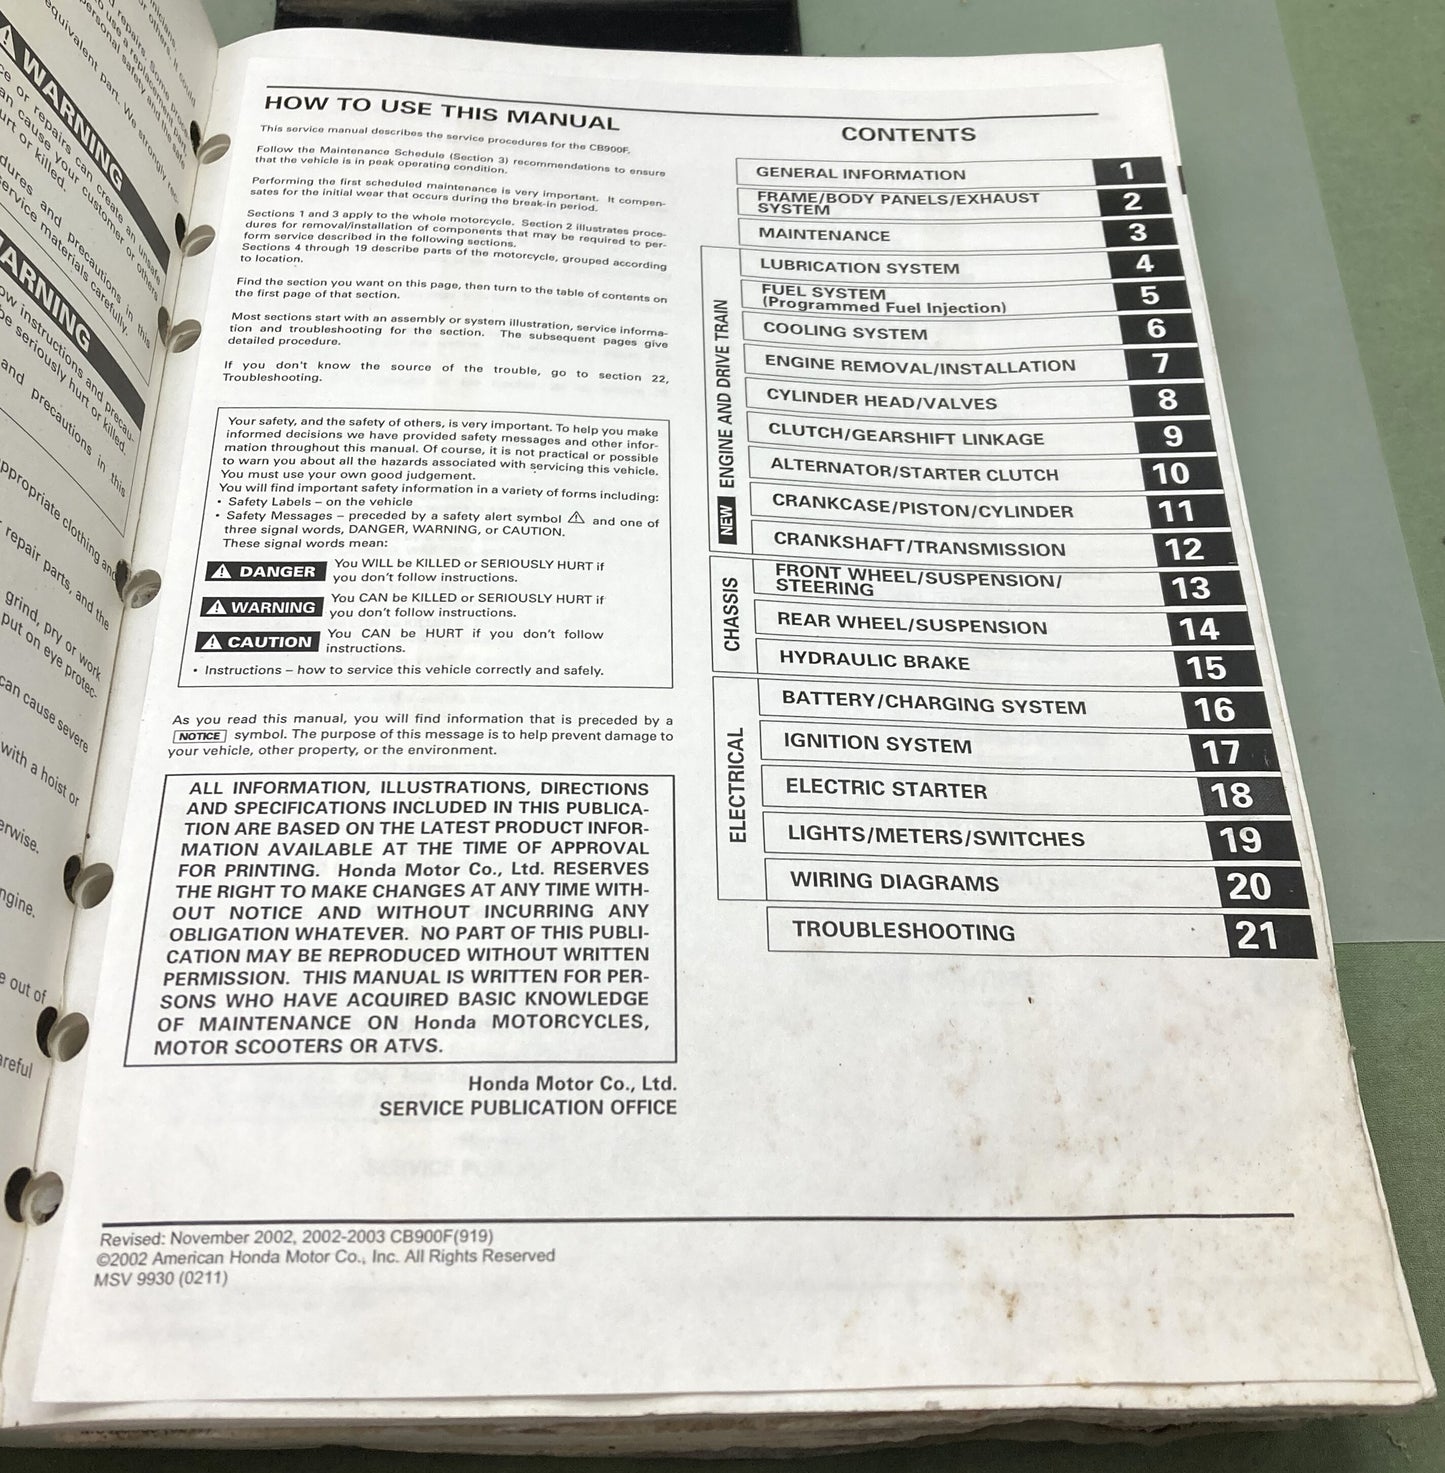 HOW TO USE THIS MANUAL
This service manual describes the service procedures for the CB900F.
Follow the Maintenance Schedule (Section 3) recommendations to ensure
that the vehicle is in peak operating condition.
Performing the first scheduled maintenance is very important. It compen-
sates for the initial wear that occurs during the break-in period.
Sections 1 and 3 apply to the whole motorcycle. Section 2 illustrates proce-
dures for removal/installation of components that may be required to per-
form service described in the following sections.
Sections 4 through 19 describe parts of the motorcycle, grouped according
to location.
Find the section you want on this page, then turn to the table of contents on
the first page of that section.
Most sections start with an assembly or system illustration, service informa-
tion and troubleshooting for the section. The subsequent pages give
detailed procedure.
If you don't know the source of the trouble, go to section 22,
Troubleshooting.
Your safety, and the safety of others, is very important. To help you make
informed decisions we have provided safety messages and other infor-
mation throughout this manual. Of course, it is not practical or possible
to warn you about all the hazards associated with servicing this vehicle.
You must use your own good judgement.
You will find important safety information in a variety of forms including:
• Safety Labels – on the vehicle
• Safety Messages – preceded by a safety alert symbol ⚠ and one of
three signal words, DANGER, WARNING, or CAUTION.
These signal words mean:
⚠ DANGER You WILL be KILLED or SERIOUSLY HURT if
you don't follow instructions.
⚠ WARNING You CAN be KILLED or SERIOUSLY HURT if
you don't follow instructions.
⚠ CAUTION You CAN be HURT if you don't follow
instructions.
• Instructions – how to service this vehicle correctly and safely.
As you read this manual, you will find information that is preceded by a
NOTICE symbol. The purpose of this message is to help prevent damage to
your vehicle, other property, or the environment.
ALL INFORMATION, ILLUSTRATIONS, DIRECTIONS
AND SPECIFICATIONS INCLUDED IN THIS PUBLICA-
TION ARE BASED ON THE LATEST PRODUCT INFOR-
MATION AVAILABLE AT THE TIME OF APPROVAL
FOR PRINTING. Honda Motor Co., Ltd. RESERVES
THE RIGHT TO MAKE CHANGES AT ANY TIME WITH-
OUT NOTICE AND WITHOUT INCURRING ANY
OBLIGATION WHATEVER. NO PART OF THIS PUBLI-
CATION MAY BE REPRODUCED WITHOUT WRITTEN
PERMISSION. THIS MANUAL IS WRITTEN FOR PER-
SONS WHO HAVE ACQUIRED BASIC KNOWLEDGE
OF MAINTENANCE ON Honda MOTORCYCLES,
MOTOR SCOOTERS OR ATVS.
Honda Motor Co., Ltd.
SERVICE PUBLICATION OFFICE
CONTENTS
GENERAL INFORMATION 1
FRAME/BODY PANELS/EXHAUST
SYSTEM 2
MAINTENANCE 3
NEW ENGINE AND DRIVE TRAIN
LUBRICATION SYSTEM 4
FUEL SYSTEM
(Programmed Fuel Injection) 5
COOLING SYSTEM 6
ENGINE REMOVAL/INSTALLATION 7
CYLINDER HEAD/VALVES 8
CLUTCH/GEARSHIFT LINKAGE 9
ALTERNATOR/STARTER CLUTCH 10
CRANKCASE/PISTON/CYLINDER 11
CRANKSHAFT/TRANSMISSION 12
CHASSIS
FRONT WHEEL/SUSPENSION/
STEERING 13
REAR WHEEL/SUSPENSION 14
HYDRAULIC BRAKE 15
ELECTRICAL
BATTERY/CHARGING SYSTEM 16
IGNITION SYSTEM 17
ELECTRIC STARTER 18
LIGHTS/METERS/SWITCHES 19
WIRING DIAGRAMS 20
TROUBLESHOOTING 21
Revised: November 2002, 2002-2003 CB900F(919)
©2002 American Honda Motor Co., Inc. All Rights Reserved
MSV 9930 (0211)